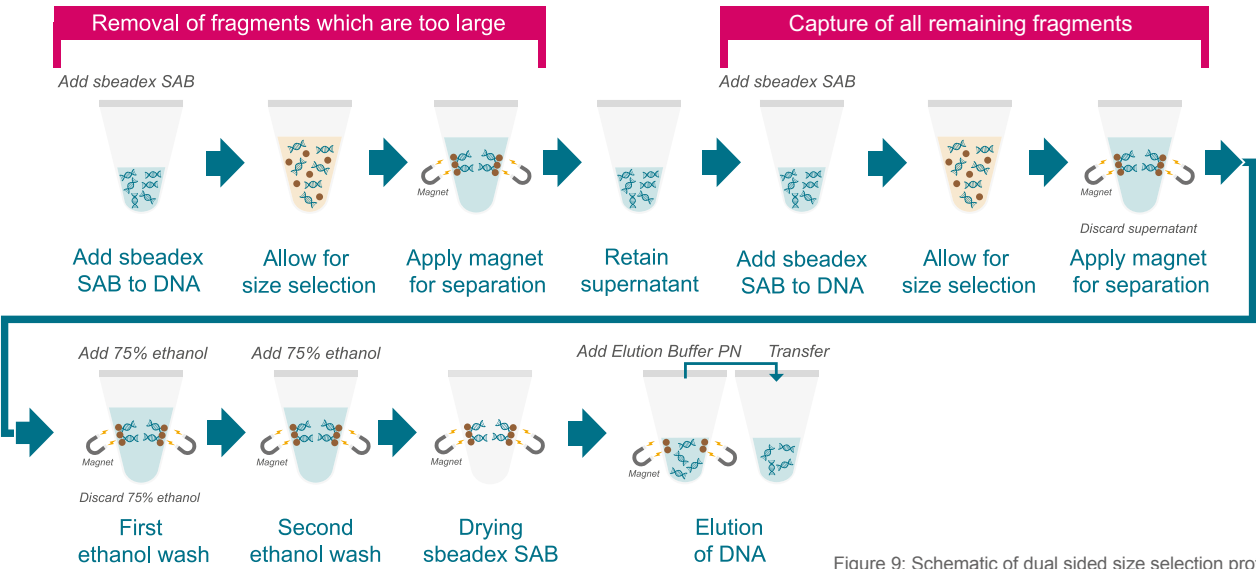 Removal of fragments which are too large
Capture of all remaining fragments
Add sbeadex SAB
Add sbeadex SAB
Magnet
Magnet
Discard supernatant
Add sbeadex
SAB to DNA
Allow for
size selection
Apply magnet
for separation
Retain
supernatant
Add sbeadex
SAB to DNA
Allow for
size selection
Apply magnet
for separation
Add 75% ethanol
Add 75% ethanol
Add Elution Buffer PN
Transfer
Magnet
Magnet
Magnet
Magnet
Discard 75% ethanol
First
ethanol wash
Second
ethanol wash
Drying
sbeadex SAB
Elution
of DNA
Figure 9: Schematic of dual sided size selection